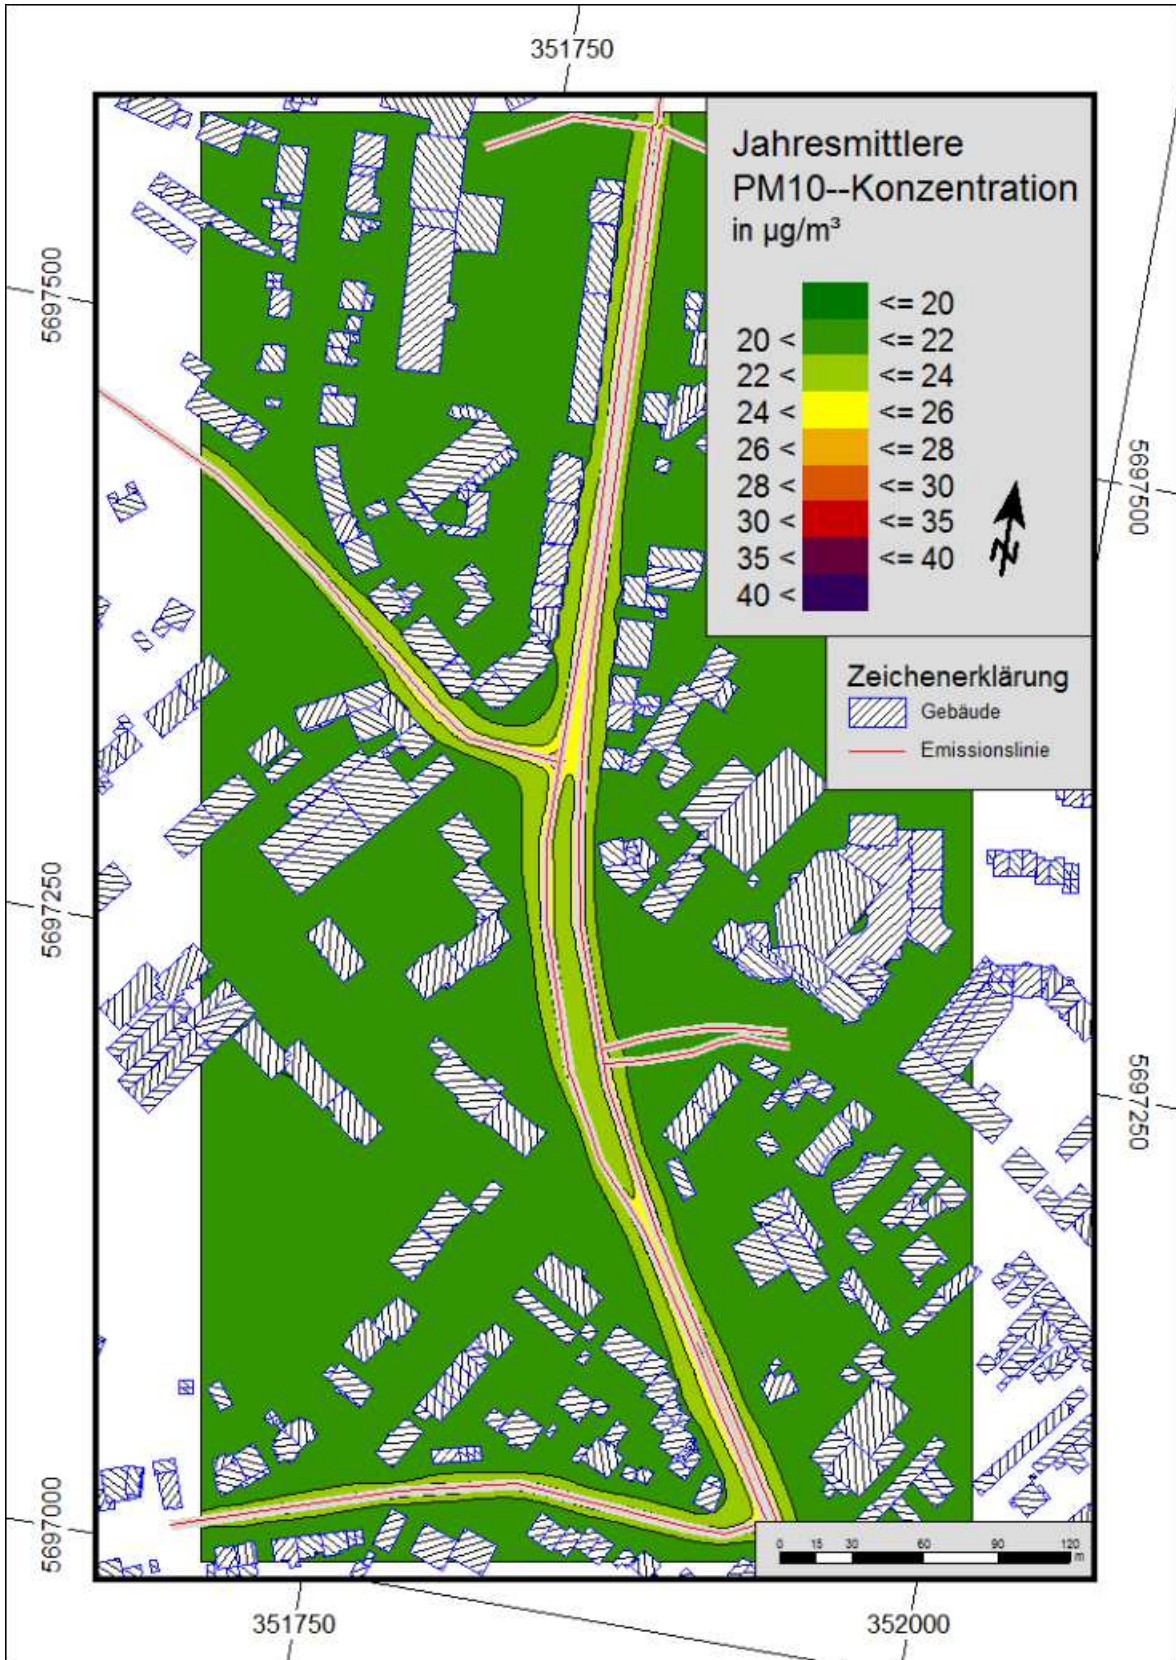 351750
Jahresmittlere
PM10--Konzentration
in µg/m³
<= 20
20 < <= 22
22 < <= 24
24 < <= 26
26 < <= 28
28 < <= 30
30 < <= 35
35 < <= 40
40 <
N
Zeichenerklärung
Gebäude
Emissionslinie
5697500
5697250
5697000
5697500
5697250
0 15 30 60 90 120
m
351750
352000